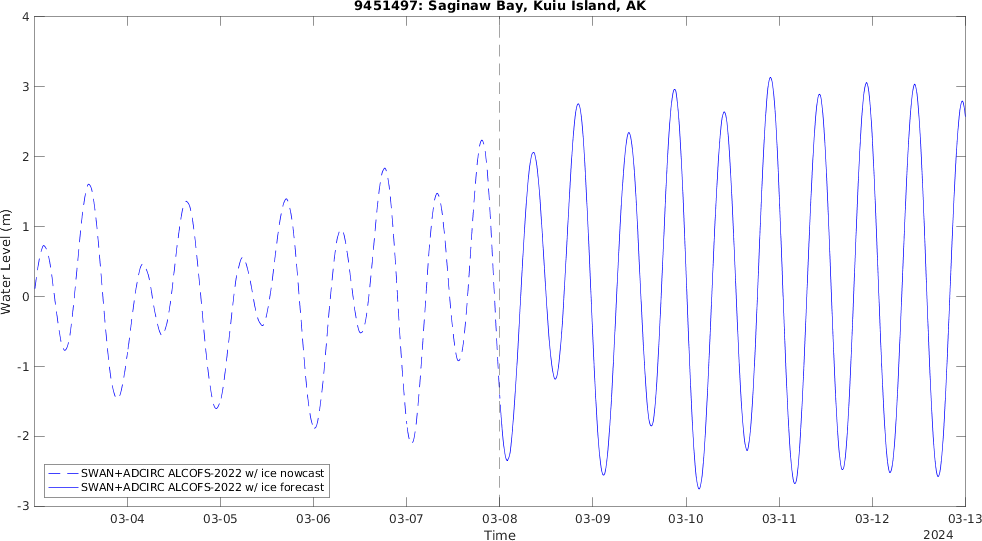 9451497: Saginaw Bay, Kuiu Island, AK
4
3
2
1
0
-1
-2
-3
Water Level (m)
SWAN+ADCIRC ALCOFS-2022 w/ ice nowcast
SWAN+ADCIRC ALCOFS-2022 w/ ice forecast
03-04 03-05 03-06 03-07 03-08 03-09 03-10 03-11 03-12 03-13
Time
2024